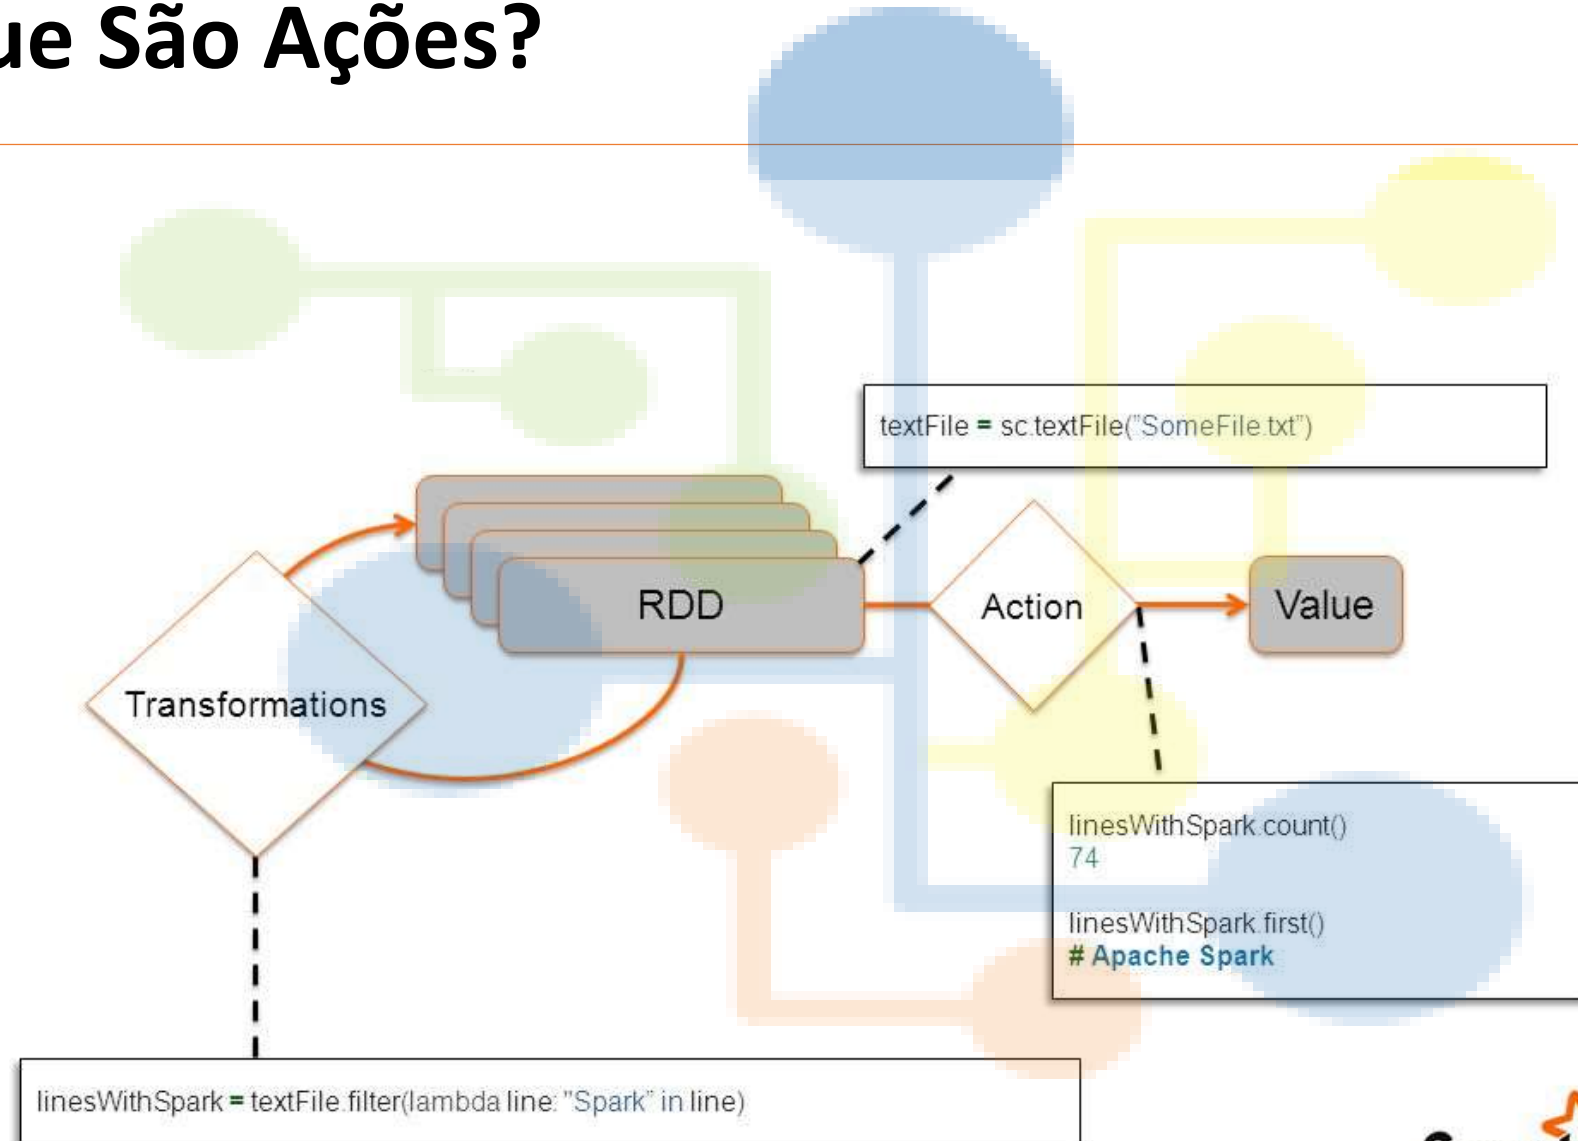 ue São Ações?
textFile = sc.textFile("SomeFile.txt")
RDD
Action
Value
Transformations
linesWithSpark.count()
74
linesWithSpark.first()
# Apache Spark
linesWithSpark = textFile.filter(lambda line: "Spark" in line)